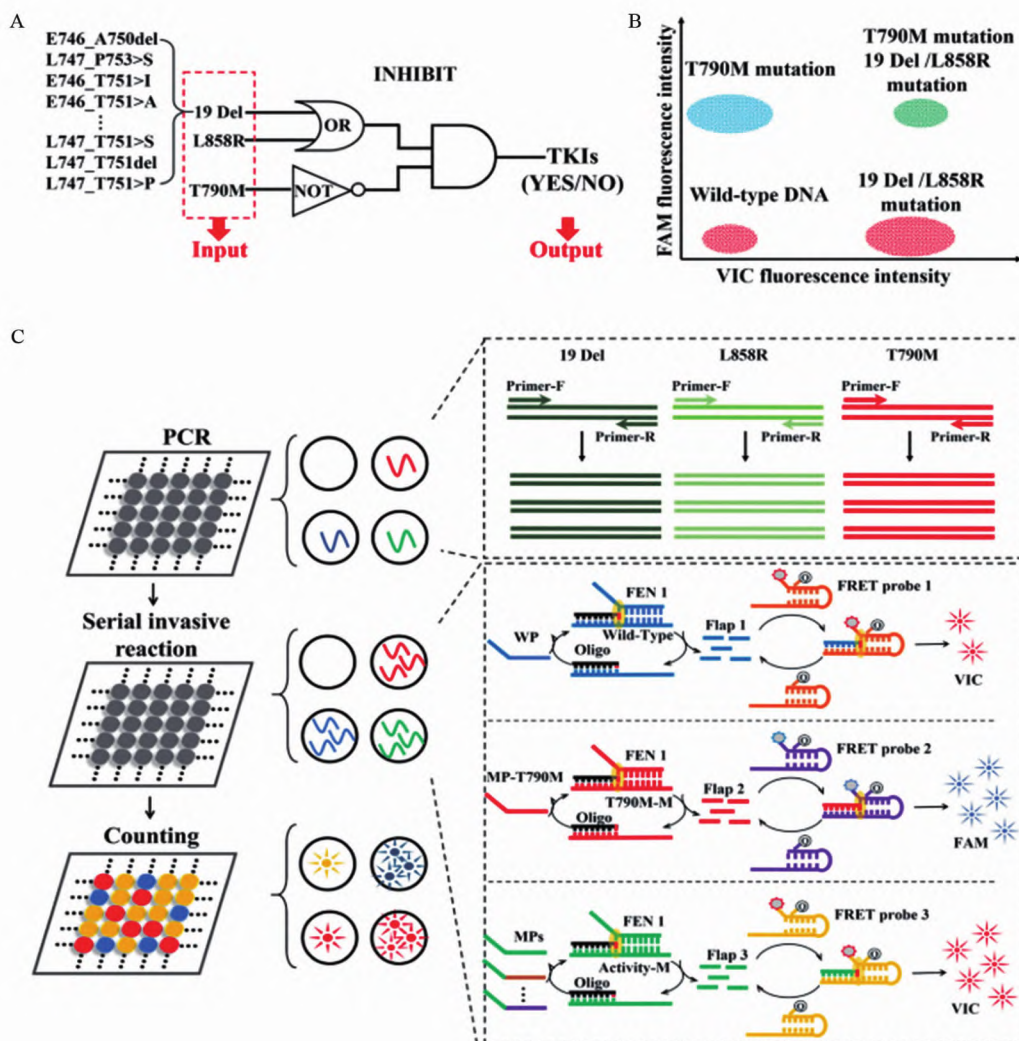 A
E746_A750del
L747_P753>S
E746_T751>I
E746_T751>A
L747_T751>S
L747_T751del
L747_T751>P
19 Del
L858R
T790M
Input
OR
NOT
INHIBIT
TKIs
(YES/NO)
Output
B
FAM fluorescence intensity
T790M mutation
T790M mutation
19 Del /L858R
mutation
Wild-type DNA
19 Del /L858R
mutation
VIC fluorescence intensity
C
PCR
Serial invasive
reaction
Counting
19 Del
L858R
T790M
Primer-F
Primer-F
Primer-F
Primer-R
Primer-R
Primer-R
WP
FEN 1
Wild-Type
Oligo
Flap 1
Q
FRET probe 1
Q
Q
VIC
MP-T790M
FEN 1
T790M-M
Oligo
Flap 2
Q
FRET probe 2
Q
Q
FAM
MPs
FEN 1
Activity-M
Oligo
Flap 3
Q
FRET probe 3
Q
Q
VIC